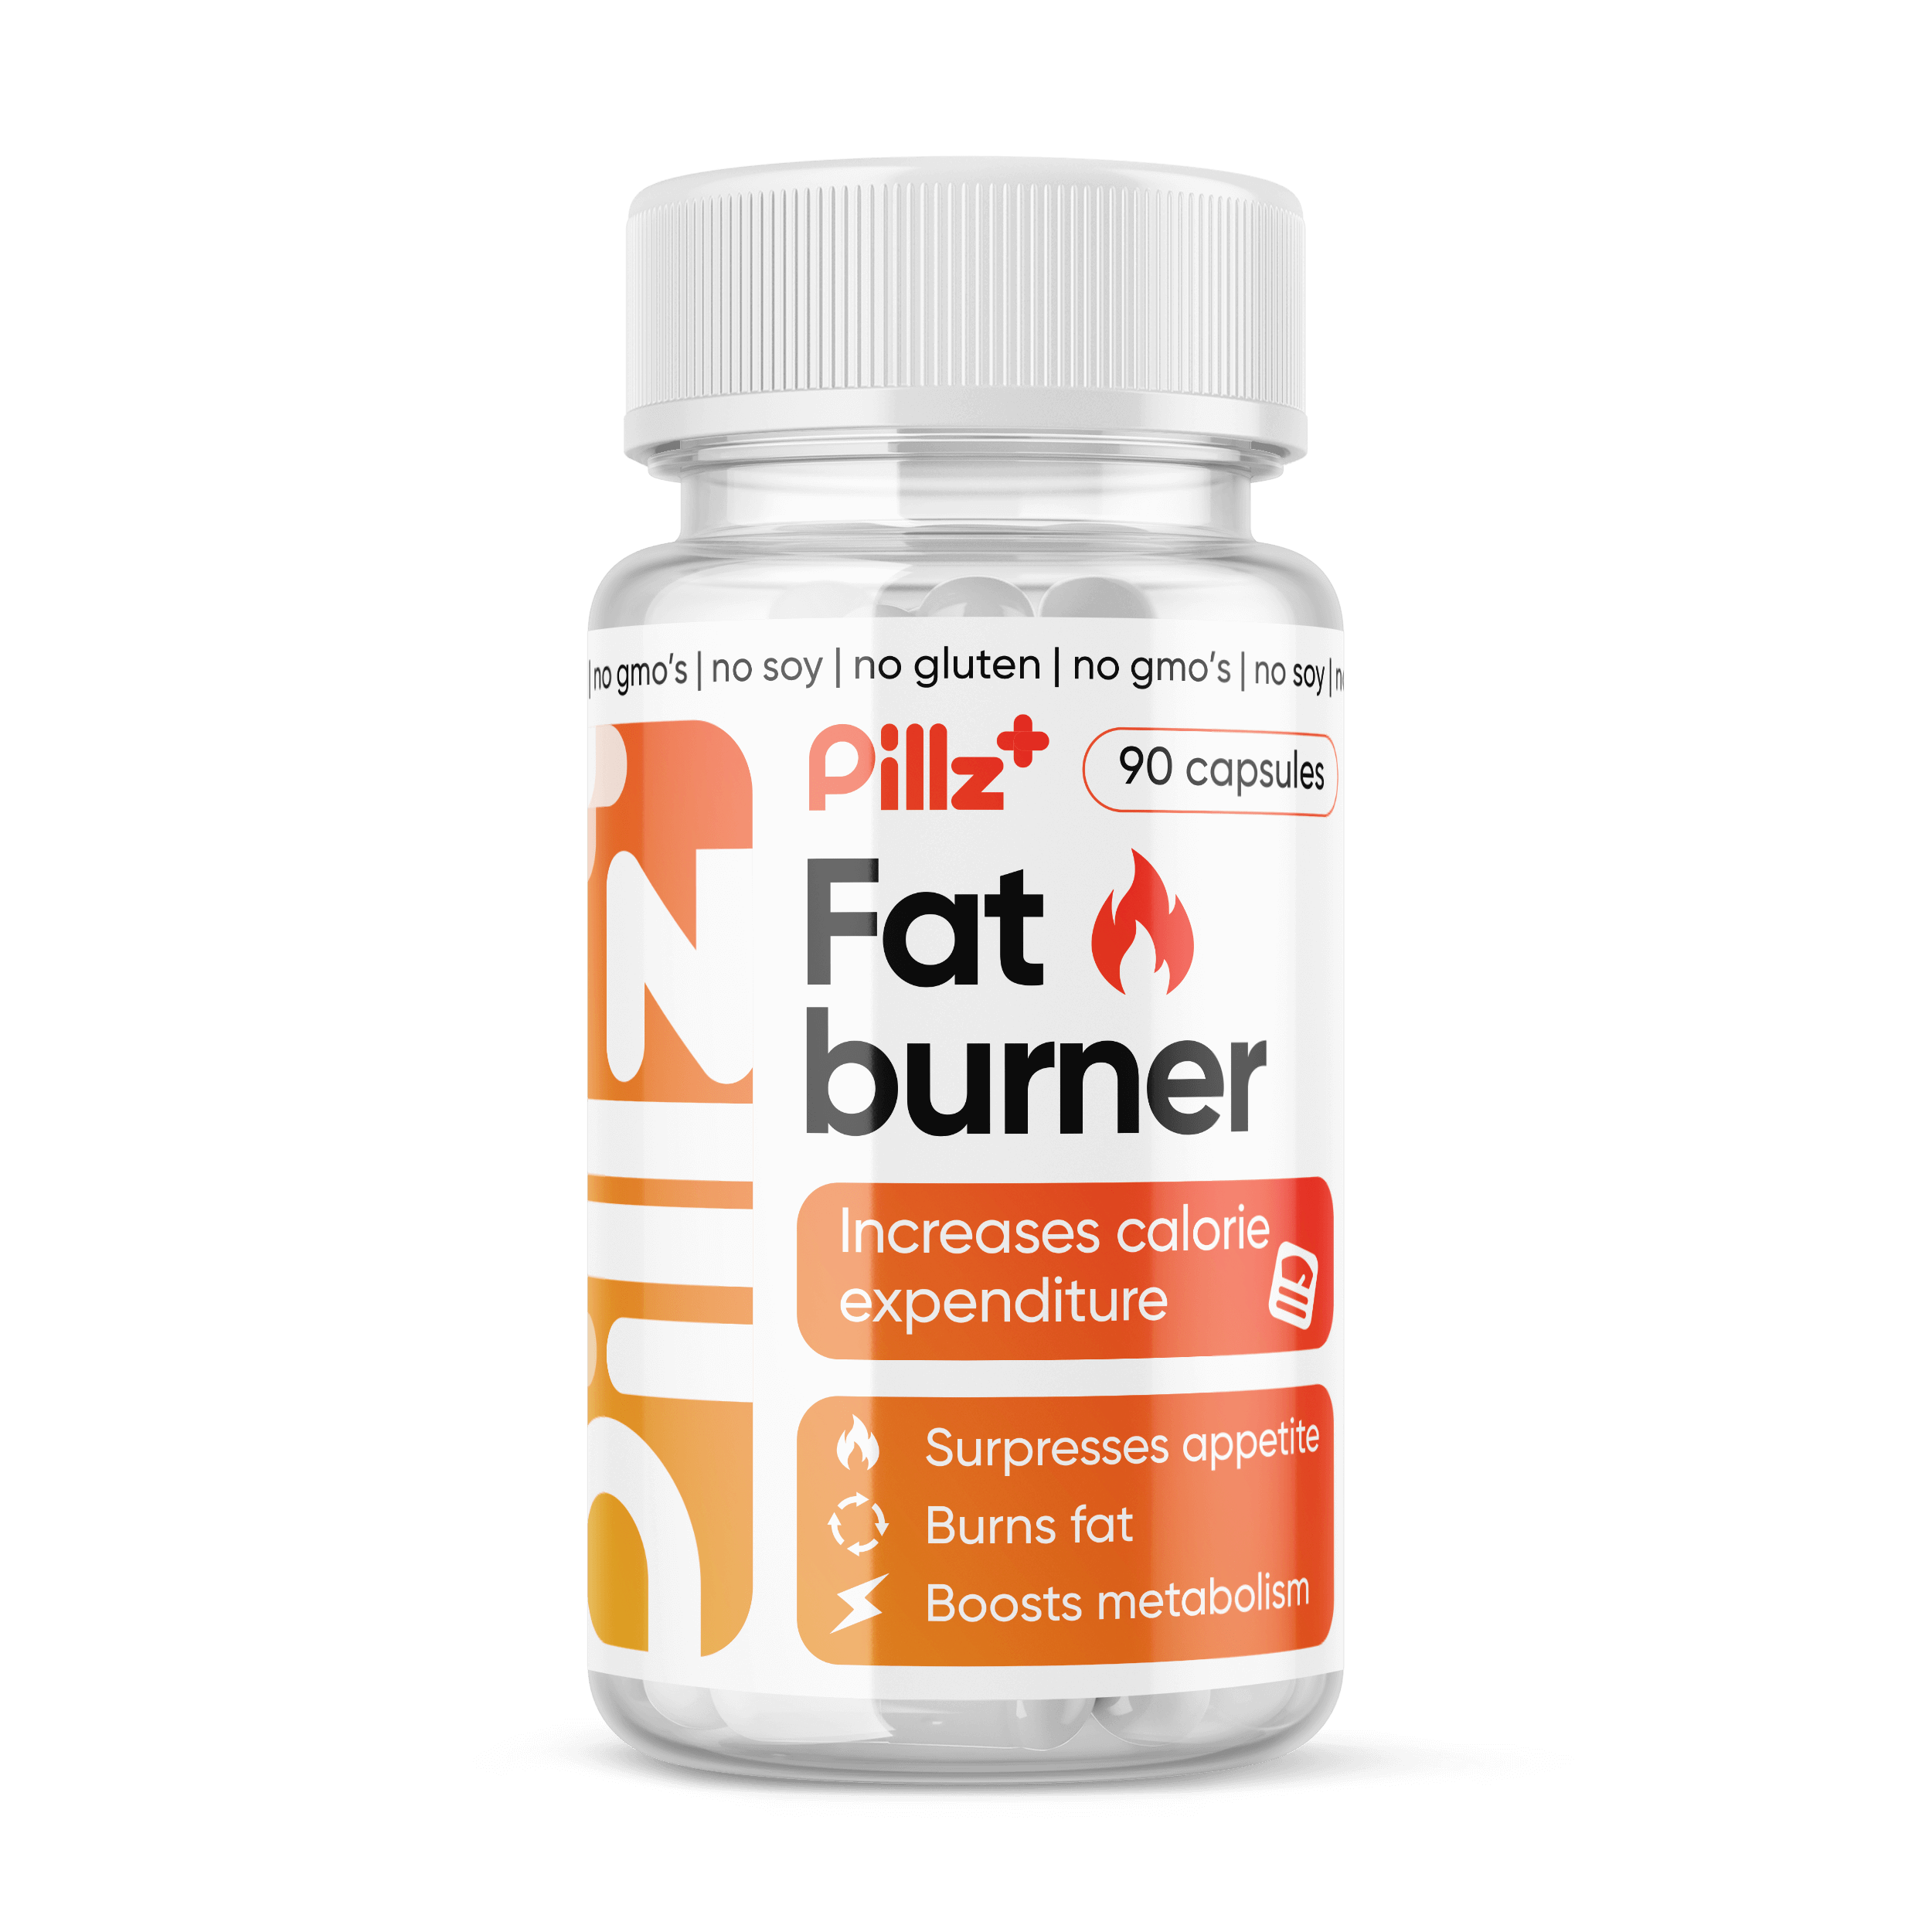 | no gmo's | no soy | no gluten | no gmo's | no soy |
Pillz+
90 capsules
Fat
burner
Increases calorie
expenditure
Surpresses appetite
Burns fat
Boosts metabolism